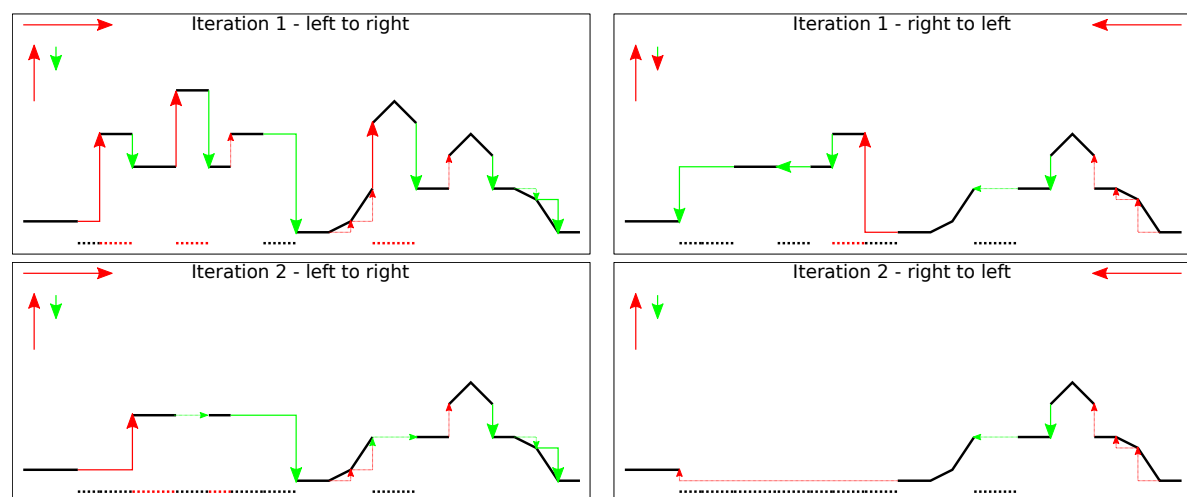 Iteration 1 - left to right
Iteration 1 - right to left
Iteration 2 - left to right
Iteration 2 - right to left